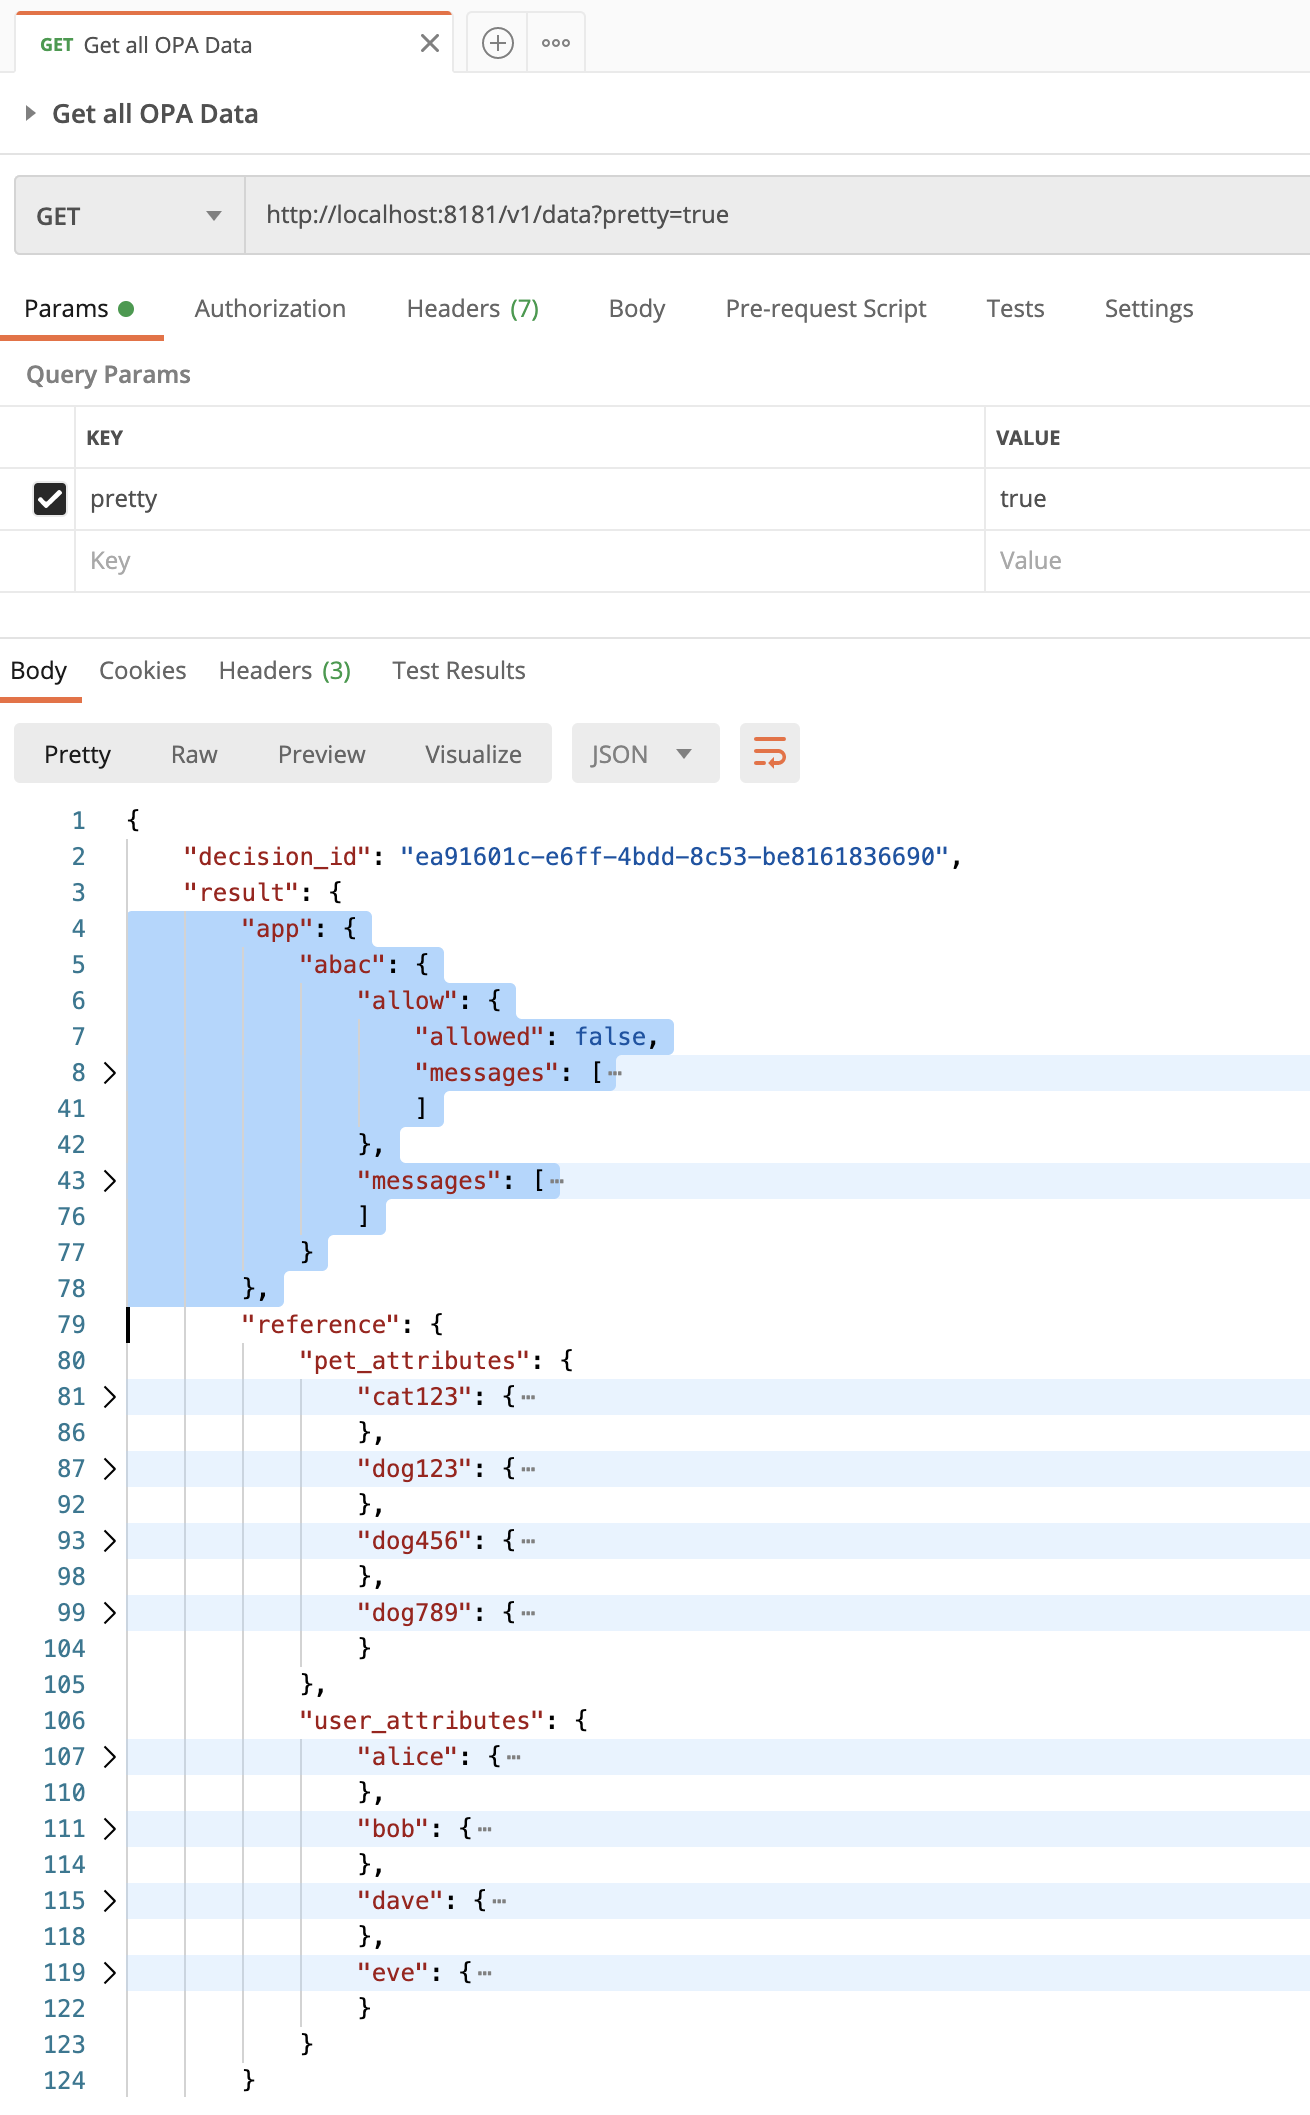 GET Get all OPA Data
Get all OPA Data
GET http://localhost:8181/v1/data?pretty=true
Params Authorization Headers (7) Body Pre-request Script Tests Settings
Query Params
KEY VALUE
pretty true
Key Value
Body Cookies Headers (3) Test Results
Pretty Raw Preview Visualize JSON
1 {
2 "decision_id": "ea91601c-e6ff-4bdd-8c53-be8161836690",
3 "result": {
4 "app": {
5 "abac": {
6 "allow": {
7 "allowed": false,
8 "messages": […
41 ]
42 },
43 "messages": […
76 ]
77 }
78 },
79 "reference": {
80 "pet_attributes": {
81 "cat123": {…
86 },
87 "dog123": {…
92 },
93 "dog456": {…
98 },
99 "dog789": {…
104 }
105 },
106 "user_attributes": {
107 "alice": {…
110 },
111 "bob": {…
114 },
115 "dave": {…
118 },
119 "eve": {…
122 }
123 }
124 }